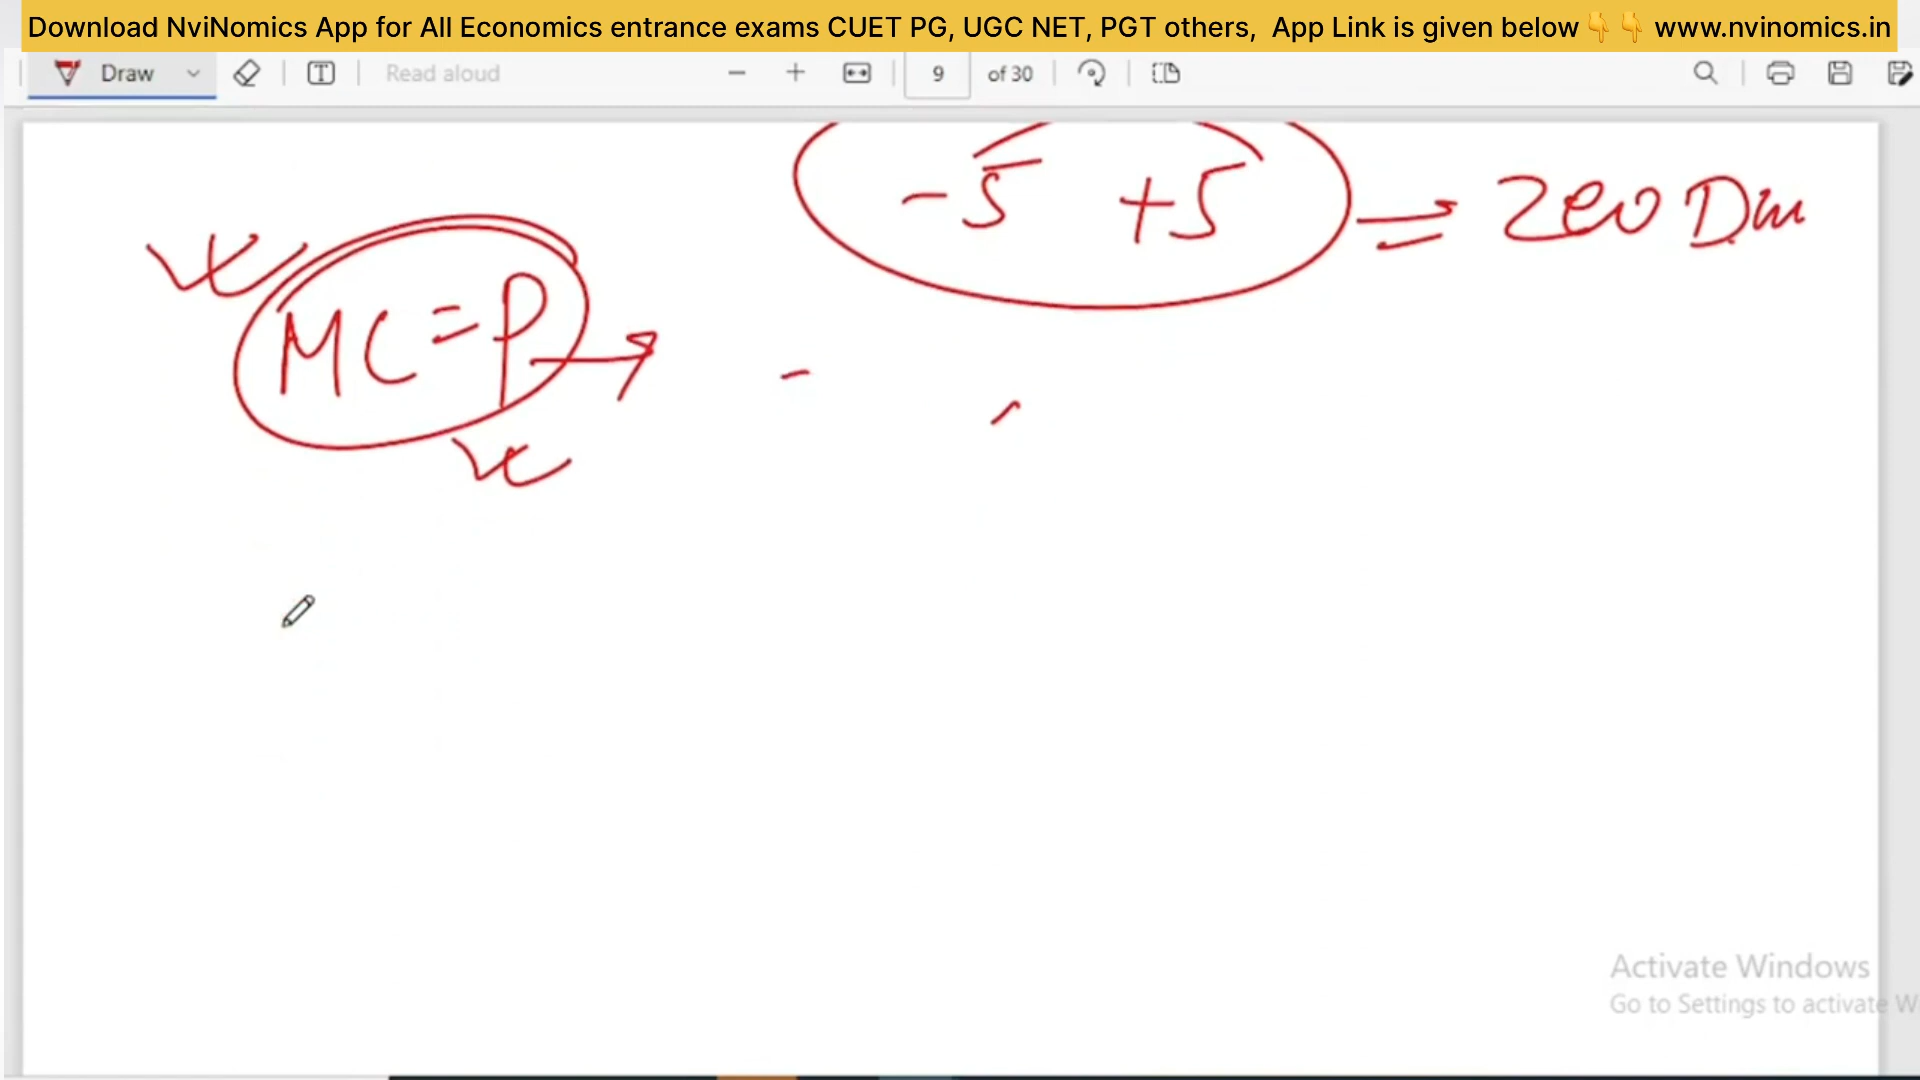 Download NviNomics App for All Economics entrance exams CUET PG, UGC NET, PGT others, App Link is given below👇👇 www.nvinomics.in
Draw Read aloud 9 of 30
-5 +5 Zero
MC=P
Activate Windows
Go to Settings to activate W